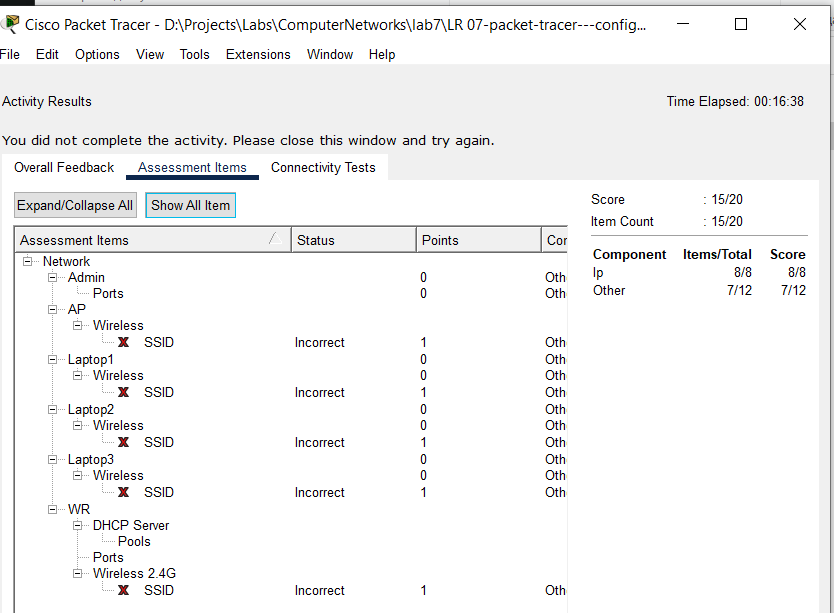 Cisco Packet Tracer - D:\Projects\Labs\ComputerNetworks\lab7\LR 07-packet-tracer---config...
File Edit Options View Tools Extensions Window Help
Activity Results
Time Elapsed: 00:16:38
You did not complete the activity. Please close this window and try again.
Overall Feedback Assessment Items Connectivity Tests
Expand/Collapse All Show All Item
Score : 15/20
Item Count : 15/20
Component Items/Total Score
Ip 8/8 8/8
Other 7/12 7/12
Assessment Items Status Points Cor
Network
Admin 0 Oth
Ports 0 Oth
AP
Wireless
X SSID Incorrect 1 Oth
Laptop1 0 Oth
Wireless 0 Oth
X SSID Incorrect 1 Oth
Laptop2 0 Oth
Wireless 0 Oth
X SSID Incorrect 1 Oth
Laptop3 0 Oth
Wireless 0 Oth
X SSID Incorrect 1 Oth
WR
DHCP Server
Pools
Ports
Wireless 2.4G
X SSID Incorrect 1 Oth